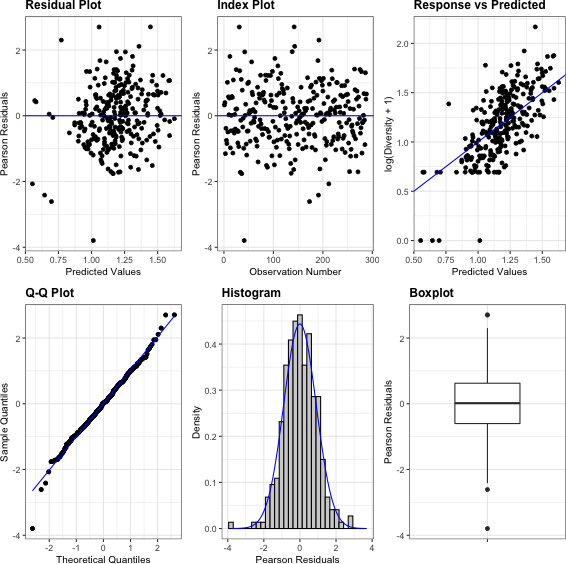 Residual Plot
Pearson Residuals
2
0
-2
-4
0.50 0.75 1.00 1.25 1.50
Predicted Values
Index Plot
Pearson Residuals
2
0
-2
-4
0 100 200 300
Observation Number
Response vs Predicted
log(Diversity + 1)
2.0
1.5
1.0
0.5
0.0
0.50 0.75 1.00 1.25 1.50
Predicted Values
Q-Q Plot
Sample Quantiles
2
0
-2
-4
-2 -1 0 1 2
Theoretical Quantiles
Histogram
Density
0.4
0.3
0.2
0.1
0.0
-4 -2 0 2 4
Pearson Residuals
Boxplot
Pearson Residuals
2
0
-2
-4